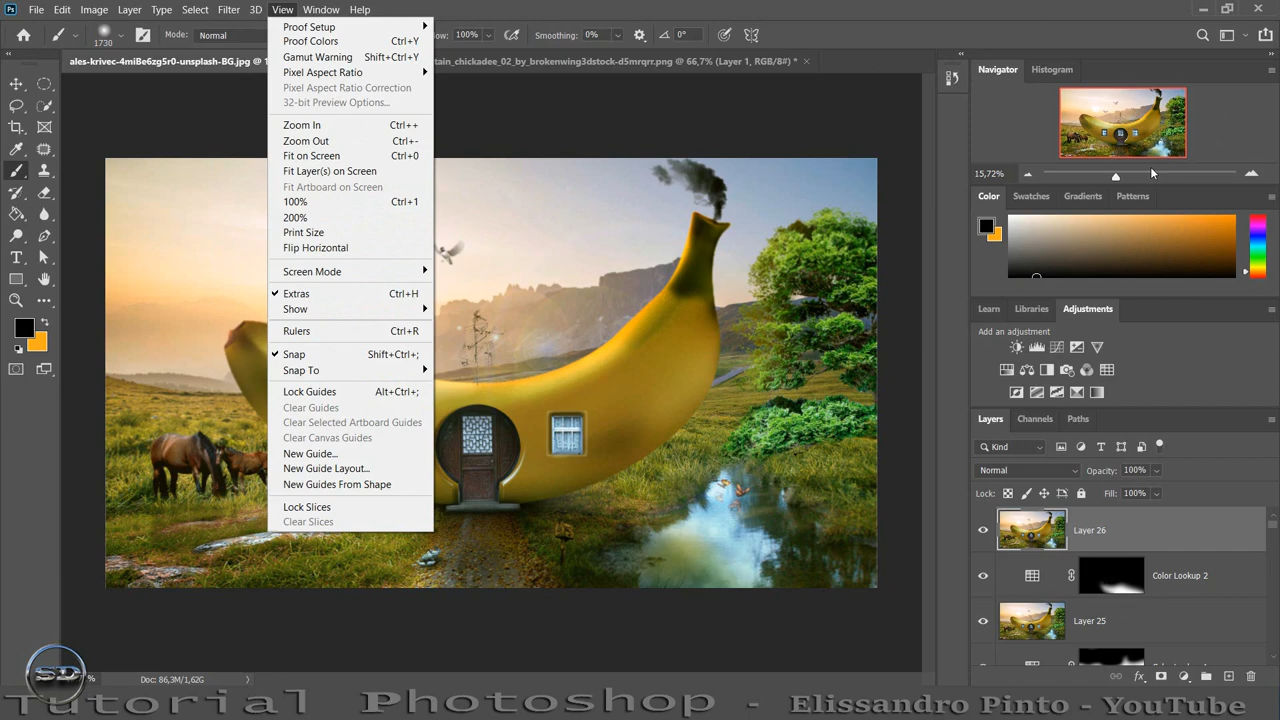 Ps File Edit Image Layer Type Select Filter 3D View Window Help
1730 Mode: Normal 100% Smoothing: 0% 0°
ales-krivec-4miBe6zg5r0-unsplash-BG.jpg @ 1
tain_chickadee_02_by_brokenwing3dstock-d5mrqrr.png @ 66,7% (Layer 1, RGB/8#) *
Proof Setup
Proof Colors Ctrl+Y
Gamut Warning Shift+Ctrl+Y
Pixel Aspect Ratio
Pixel Aspect Ratio Correction
32-bit Preview Options...
Zoom In Ctrl++
Zoom Out Ctrl+-
Fit on Screen Ctrl+0
Fit Layer(s) on Screen
Fit Artboard on Screen
100% Ctrl+1
200%
Print Size
Flip Horizontal
Screen Mode
Extras Ctrl+H
Show
Rulers Ctrl+R
Snap Shift+Ctrl+;
Snap To
Lock Guides Alt+Ctrl+;
Clear Guides
Clear Selected Artboard Guides
Clear Canvas Guides
New Guide...
New Guide Layout...
New Guides From Shape
Lock Slices
Clear Slices
Navigator Histogram
15,72%
Color Swatches Gradients Patterns
Learn Libraries Adjustments
Add an adjustment
Layers Channels Paths
Kind
Normal Opacity: 100%
Lock: Fill: 100%
Layer 26
Color Lookup 2
Layer 25
% Doc: 86,3M/1,62G
SD
Tutorial Photoshop - Elissandro Pinto - YouTube